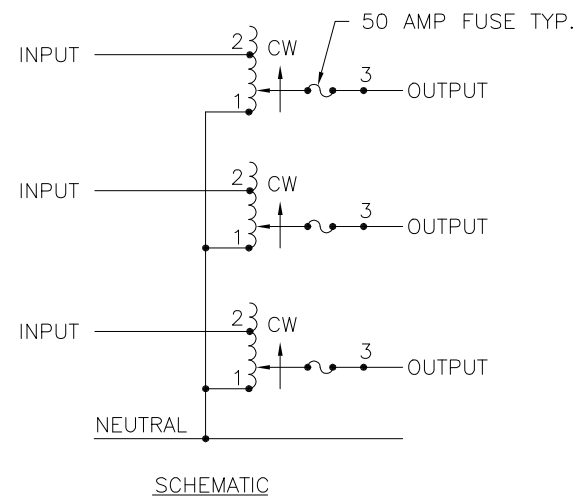 50 AMP FUSE TYP.
INPUT
2
CW
1
3
OUTPUT
INPUT
2
CW
1
3
OUTPUT
INPUT
2
CW
1
3
OUTPUT
NEUTRAL
SCHEMATIC